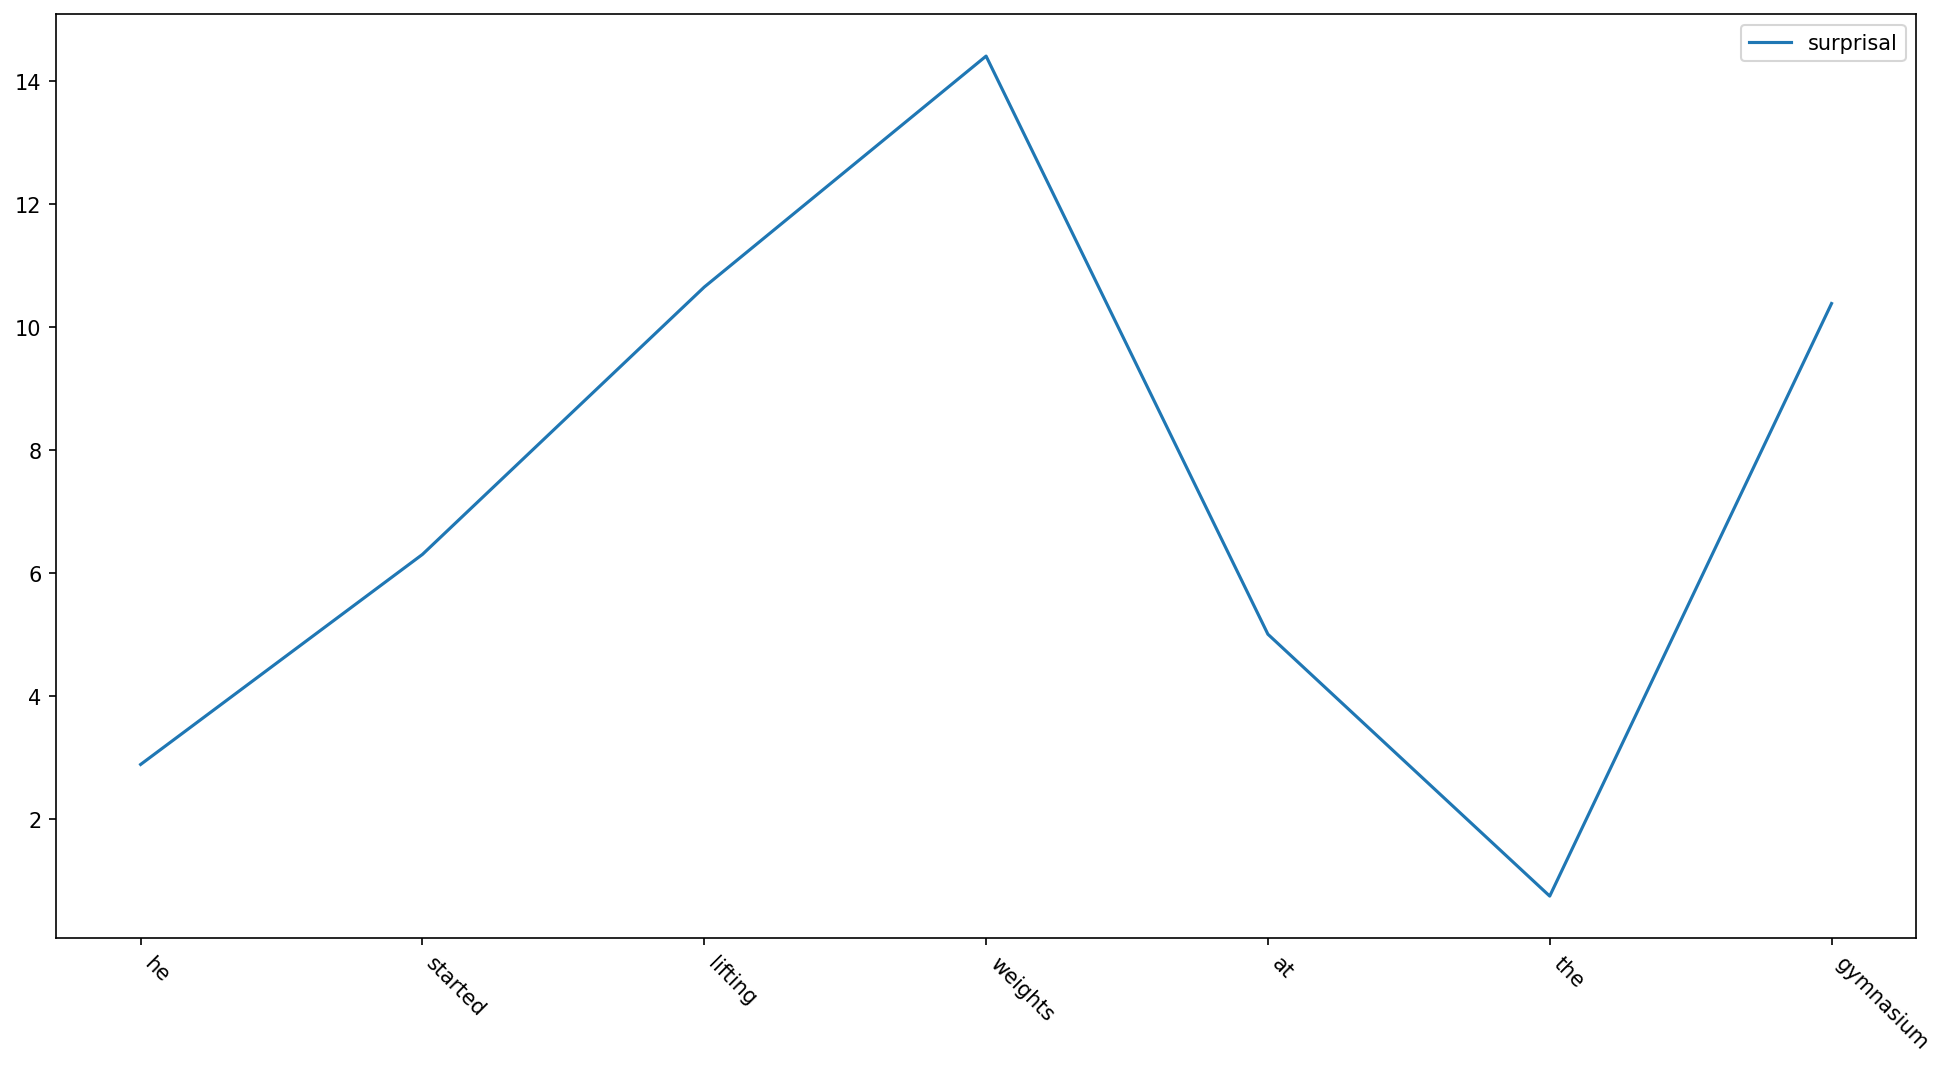 surprisal
14
12
10
8
6
4
2
he
started
lifting
weights
at
the
gymnasium